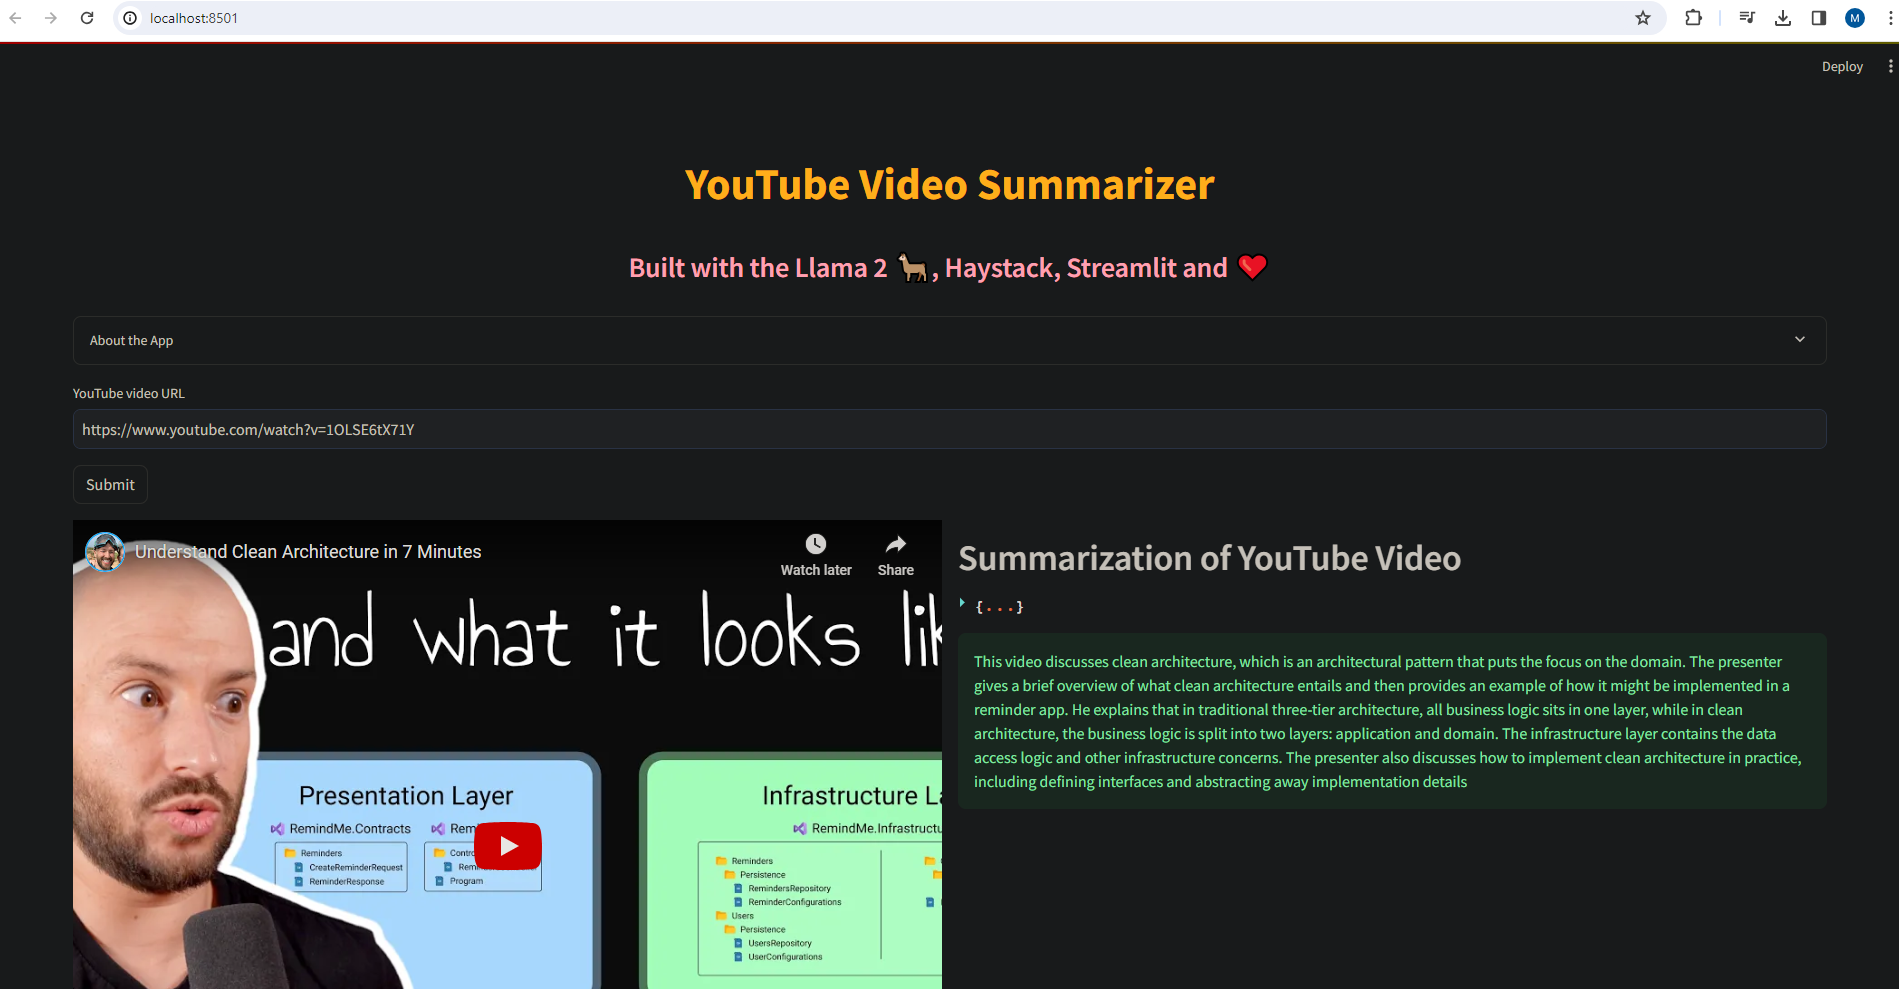 localhost:8501
M
Deploy
YouTube Video Summarizer
Built with the Llama 2 🦙, Haystack, Streamlit and ❤️
About the App
YouTube video URL
https://www.youtube.com/watch?v=1OLSE6tX71Y
Submit
Understand Clean Architecture in 7 Minutes
Watch later
Share
and what it looks lik
Presentation Layer
RemindMe.Contracts
Rem
Reminders
CreateReminderRequest
ReminderResponse
Contro
Rem
Program
Infrastructure La
RemindMe.Infrastructu
Reminders
Persistence
RemindersRepository
ReminderConfigurations
Users
Persistence
UsersRepository
UserConfigurations
Summarization of YouTube Video
{...}
This video discusses clean architecture, which is an architectural pattern that puts the focus on the domain. The presenter
gives a brief overview of what clean architecture entails and then provides an example of how it might be implemented in a
reminder app. He explains that in traditional three-tier architecture, all business logic sits in one layer, while in clean
architecture, the business logic is split into two layers: application and domain. The infrastructure layer contains the data
access logic and other infrastructure concerns. The presenter also discusses how to implement clean architecture in practice,
including defining interfaces and abstracting away implementation details